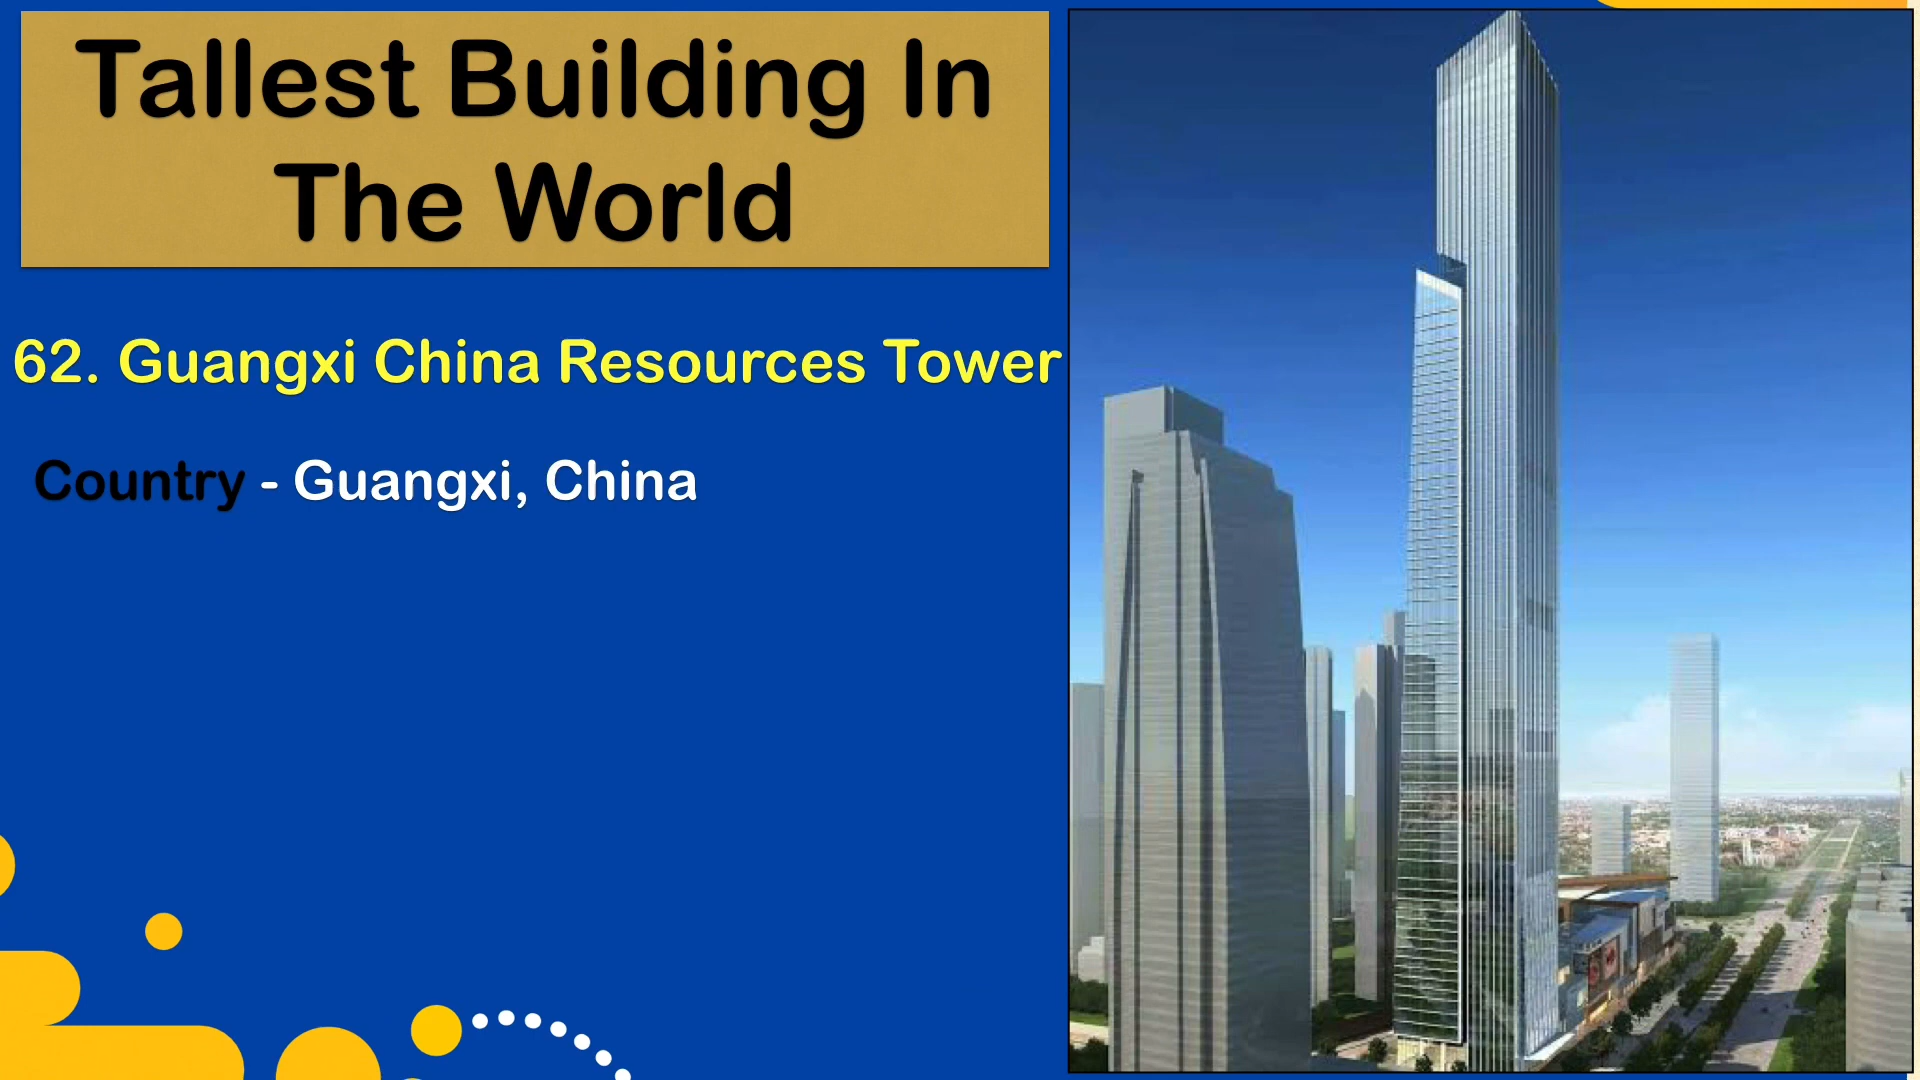 Tallest Building In
The World
62. Guangxi China Resources Tower
Country - Guangxi, China